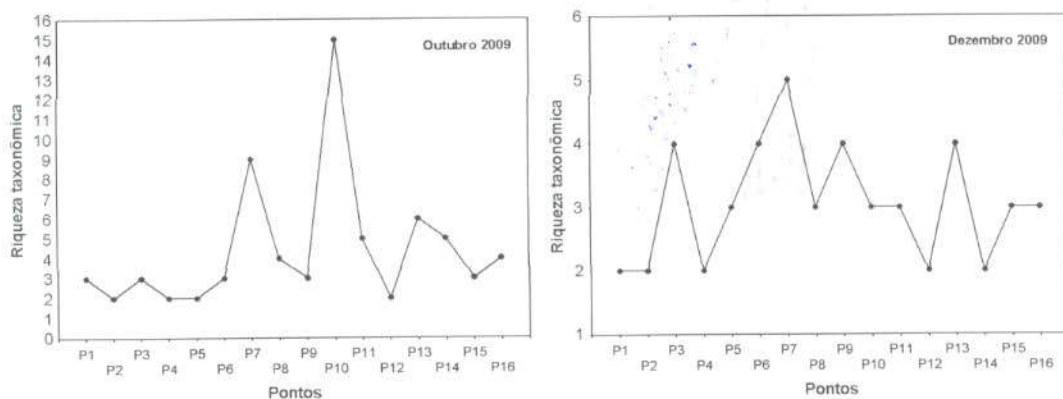 Outubro 2009
Riqueza taxonômica
16
15
14
13
12
11
10
9
8
7
6
5
4
3
2
1
0
P1 P3 P5 P7 P9 P11 P13 P15
P2 P4 P6 P8 P10 P12 P14 P16
Pontos
Dezembro 2009
Riqueza taxonômica
6
5
4
3
2
1
P1 P3 P5 P7 P9 P11 P13 P15
P2 P4 P6 P8 P10 P12 P14 P16
Pontos